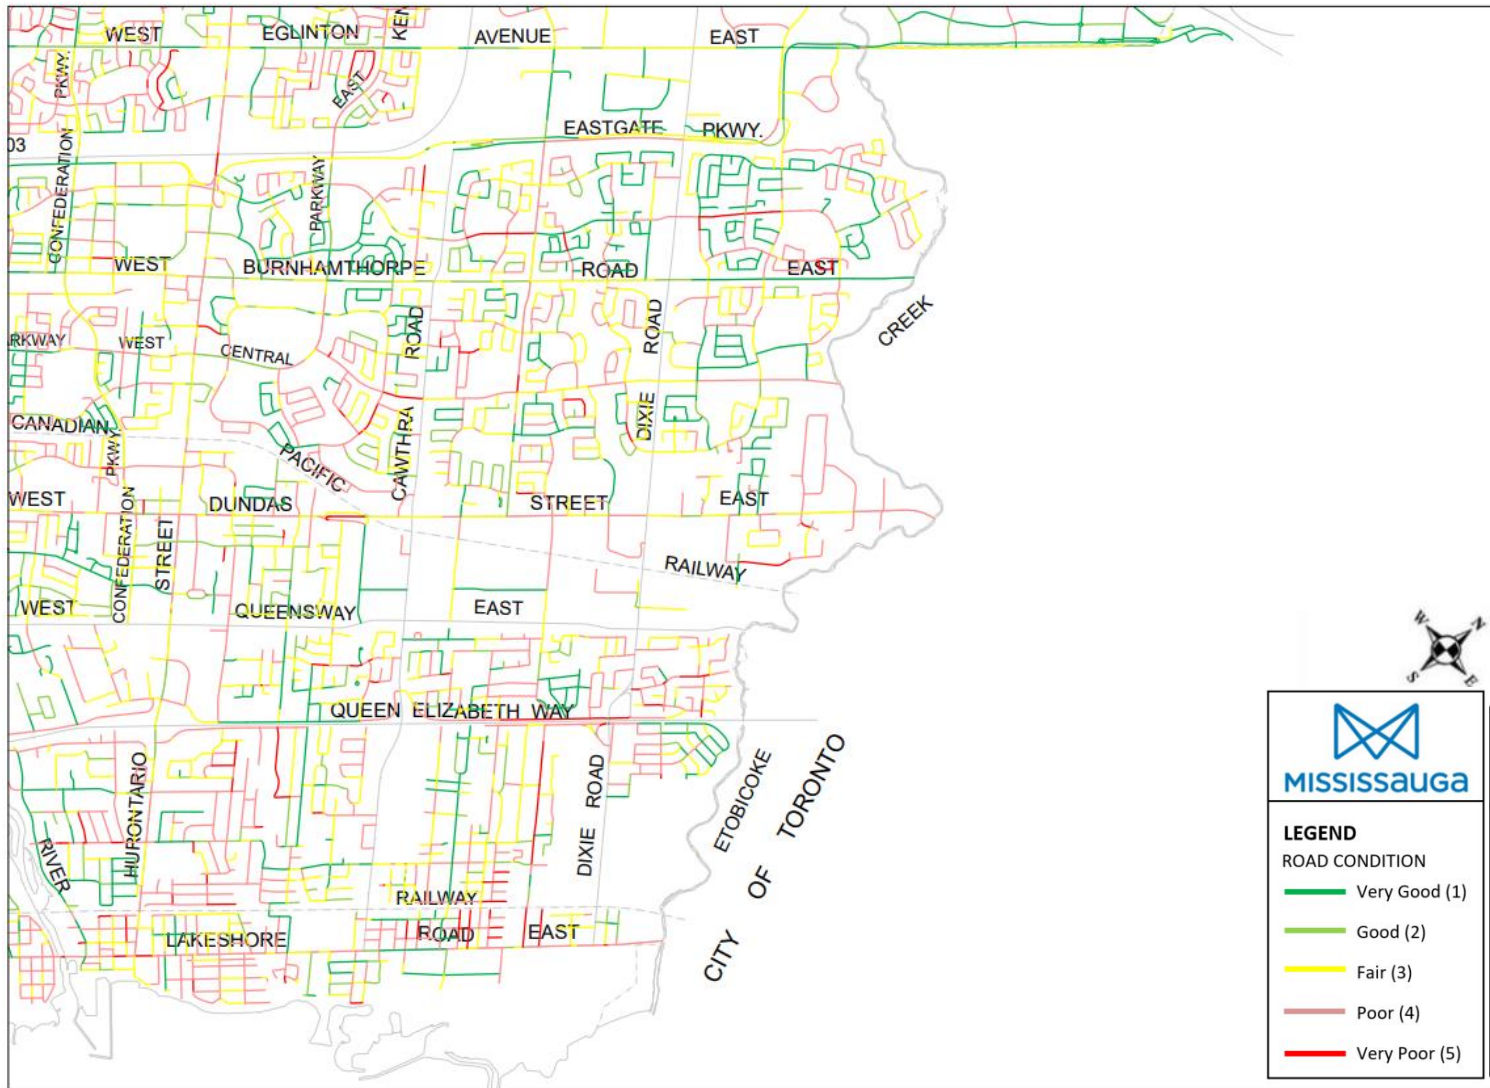 WEST
EGLINTON
KEN
AVENUE
EAST
PKWY.
EAST
EASTGATE
PKWY.
03
CONFEDERATION
PARKWAY
WEST
BURNHAMTHORPE
ROAD
EAST
CREEK
ROAD
ROAD
RKWAY
WEST
CENTRAL
CANADIAN
PKWY.
PACIFIC
CAWTHRA
DIXIE
WEST
DUNDAS
STREET
EAST
CONFEDERATION
STREET
RAILWAY
WEST
QUEENSWAY
EAST
QUEEN ELIZABETH WAY
HURONTARIO
DIXIE ROAD
ETOBICOKE
CITY OF TORONTO
RIVER
RAILWAY
LAKESHORE
ROAD
EAST
W
N
S
E
MISSISSAUGA
LEGEND
ROAD CONDITION
Very Good (1)
Good (2)
Fair (3)
Poor (4)
Very Poor (5)